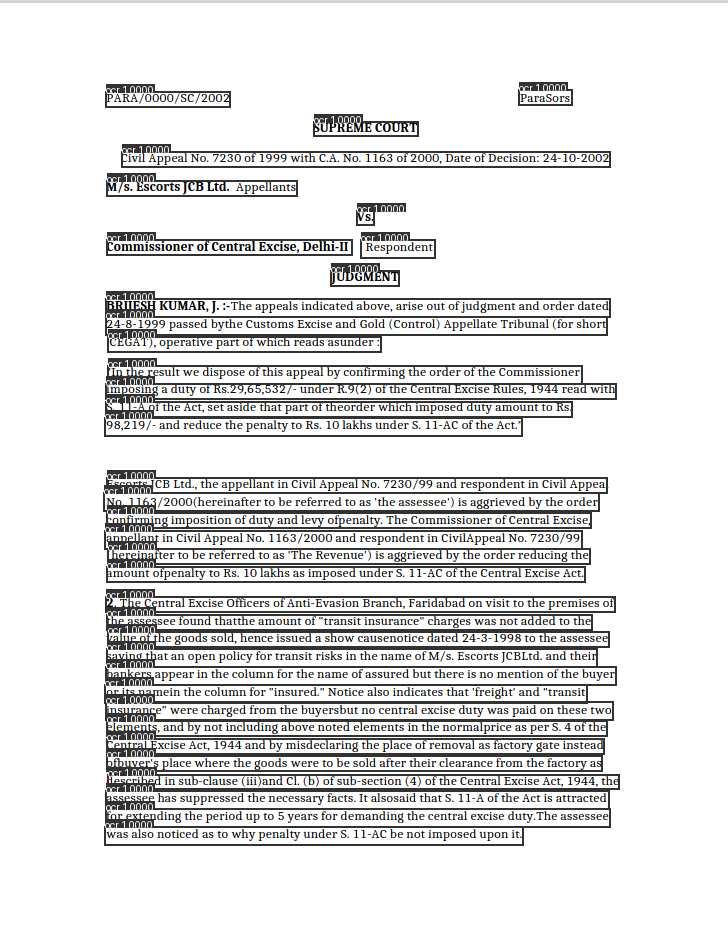 PARA/0000/SC/2002
ParaSors
SUPREME COURT
Civil Appeal No. 7230 of 1999 with C.A. No. 1163 of 2000, Date of Decision: 24-10-2002
M/s. Escorts JCB Ltd. Appellants
Vs.
Commissioner of Central Excise, Delhi-II Respondent
JUDGMENT
BRIJESH KUMAR, J. :-The appeals indicated above, arise out of judgment and order dated
24-8-1999 passed bythe Customs Excise and Gold (Control) Appellate Tribunal (for short
'CEGAT), operative part of which reads asunder :
"In the result we dispose of this appeal by confirming the order of the Commissioner
imposing a duty of Rs.29,65,532/- under R.9(2) of the Central Excise Rules, 1944 read with
S. 11-A of the Act, set aside that part of theorder which imposed duty amount to Rs.
98,219/- and reduce the penalty to Rs. 10 lakhs under S. 11-AC of the Act."
Escorts JCB Ltd., the appellant in Civil Appeal No. 7230/99 and respondent in Civil Appeal
No. 1163/2000(hereinafter to be referred to as 'the assessee') is aggrieved by the order
confirming imposition of duty and levy ofpenalty. The Commissioner of Central Excise,
appellant in Civil Appeal No. 1163/2000 and respondent in CivilAppeal No. 7230/99
(hereinafter to be referred to as 'The Revenue') is aggrieved by the order reducing the
amount ofpenalty to Rs. 10 lakhs as imposed under S. 11-AC of the Central Excise Act.
2. The Central Excise Officers of Anti-Evasion Branch, Faridabad on visit to the premises of
the assessee found thatthe amount of "transit insurance" charges was not added to the
value of the goods sold, hence issued a show causenotice dated 24-3-1998 to the assessee
saying that an open policy for transit risks in the name of M/s. Escorts JCBLtd. and their
bankers appear in the column for the name of assured but there is no mention of the buyer
or its namein the column for "insured." Notice also indicates that 'freight' and "transit
insurance" were charged from the buyersbut no central excise duty was paid on these two
elements, and by not including above noted elements in the normalprice as per S. 4 of the
Central Excise Act, 1944 and by misdeclaring the place of removal as factory gate instead
ofbuyer's place where the goods were to be sold after their clearance from the factory as
described in sub-clause (iii)and Cl. (b) of sub-section (4) of the Central Excise Act, 1944, the
assessee has suppressed the necessary facts. It alsosaid that S. 11-A of the Act is attracted
for extending the period up to 5 years for demanding the central excise duty.The assessee
was also noticed as to why penalty under S. 11-AC be not imposed upon it.